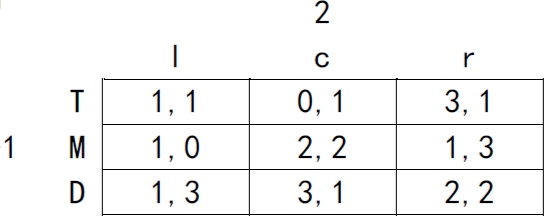 2
l c r
T 1,1 0,1 3,1
1 M 1,0 2,2 1,3
D 1,3 3,1 2,2